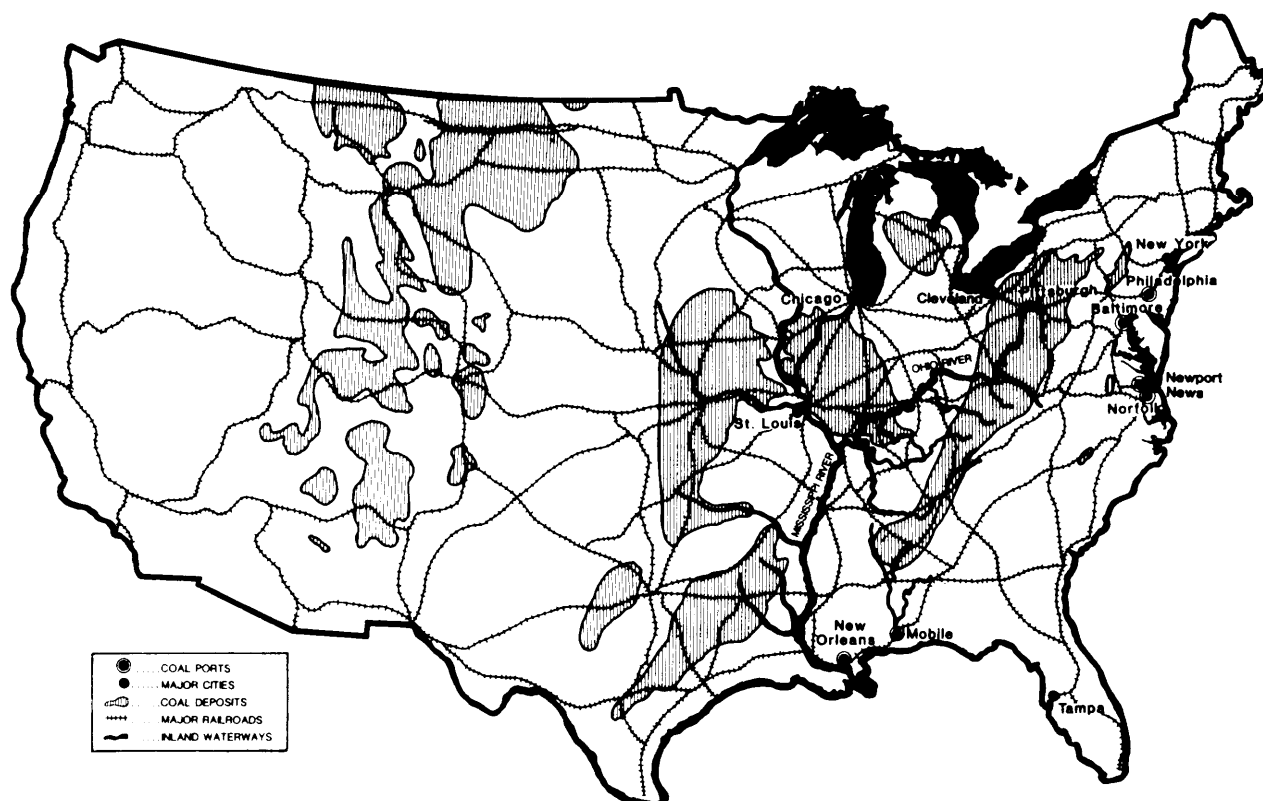 New York
Philadelphia
Pittsburgh
Baltimore
Chicago
Cleveland
OHIO RIVER
Newport
News
Norfolk
St. Louis
MISSISSIPPI RIVER
New
Orleans
Mobile
Tampa
......COAL PORTS
......MAJOR CITIES
......COAL DEPOSITS
......MAJOR RAILROADS
......INLAND WATERWAYS